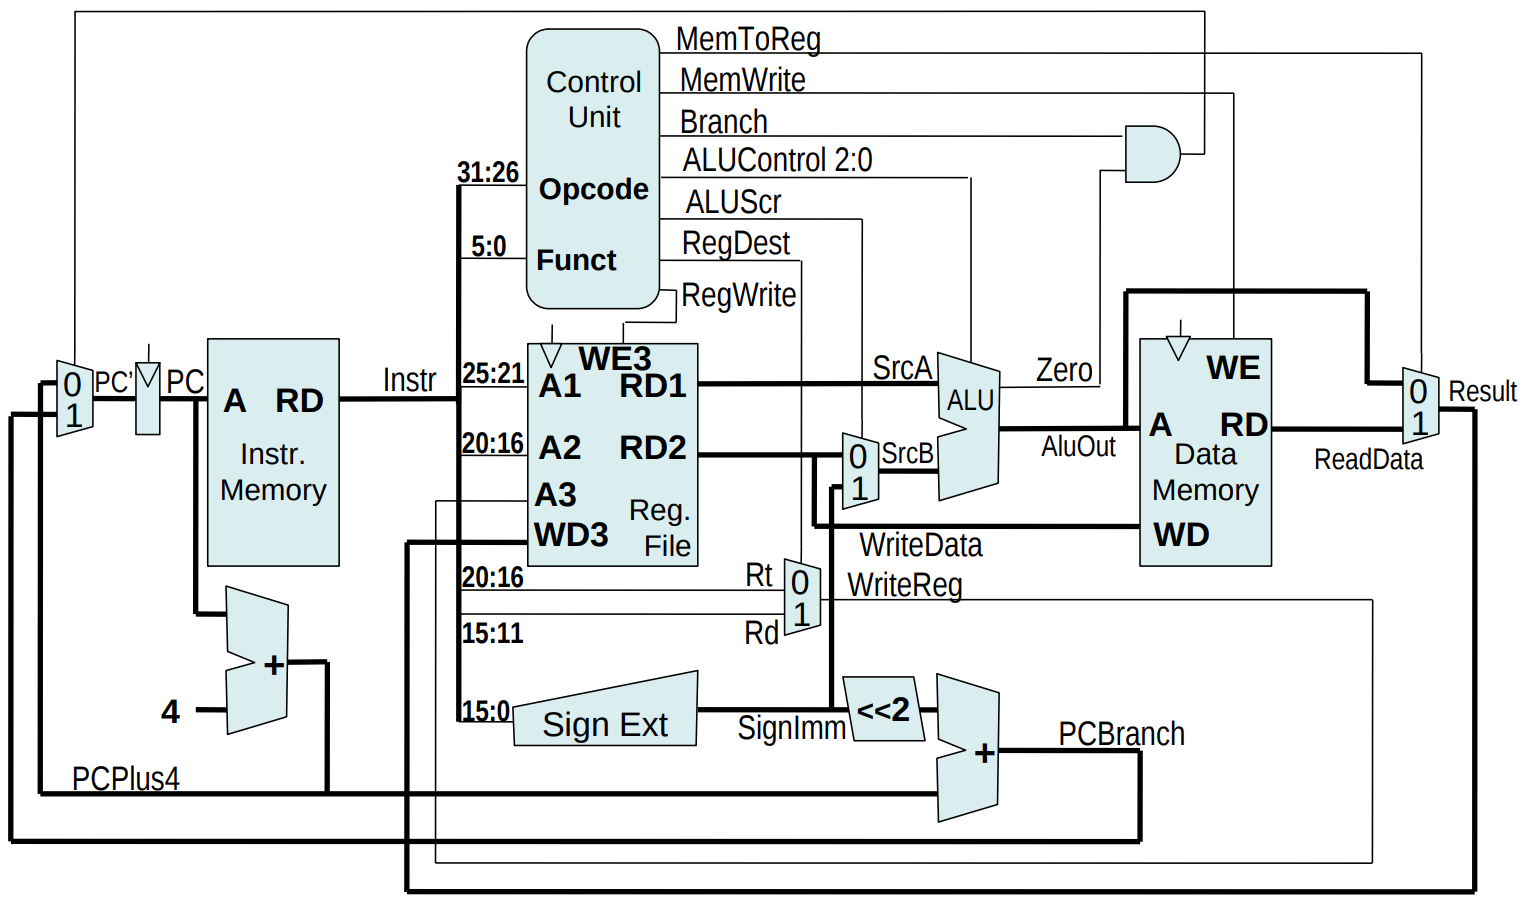 MemToReg
Control
Unit
MemWrite
Branch
ALUControl 2:0
31:26
Opcode
ALUScr
5:0
Funct
RegDest
RegWrite
0
1
PC’
PC
A RD
Instr.
Memory
Instr
25:21
WE3
A1 RD1
20:16
A2 RD2
A3
WD3
Reg.
File
SrcA
ALU
Zero
0
1
SrcB
AluOut
WE
A RD
Data
Memory
WD
0
1
Result
ReadData
WriteData
20:16
Rt
0
1
WriteReg
15:11
Rd
+
4
15:0
Sign Ext
SignImm
<<2
+
PCBranch
PCPlus4